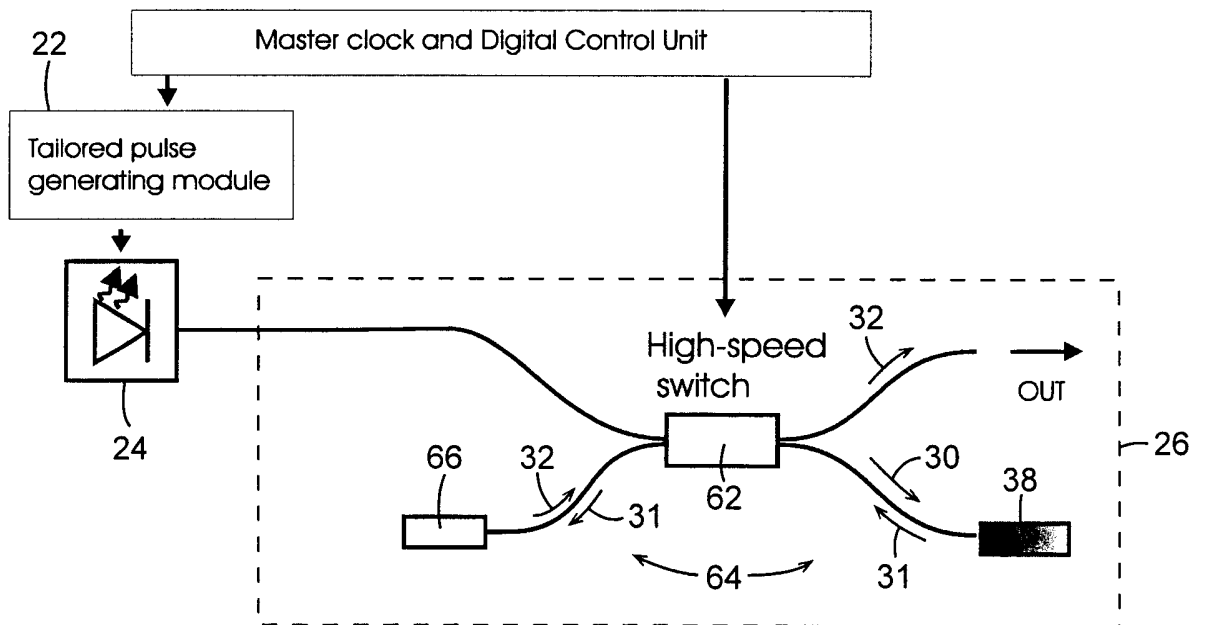 Master clock and Digital Control Unit
22
Tailored pulse
generating module
24
High-speed
switch
32
OUT
26
66
32
31
62
30
38
31
64